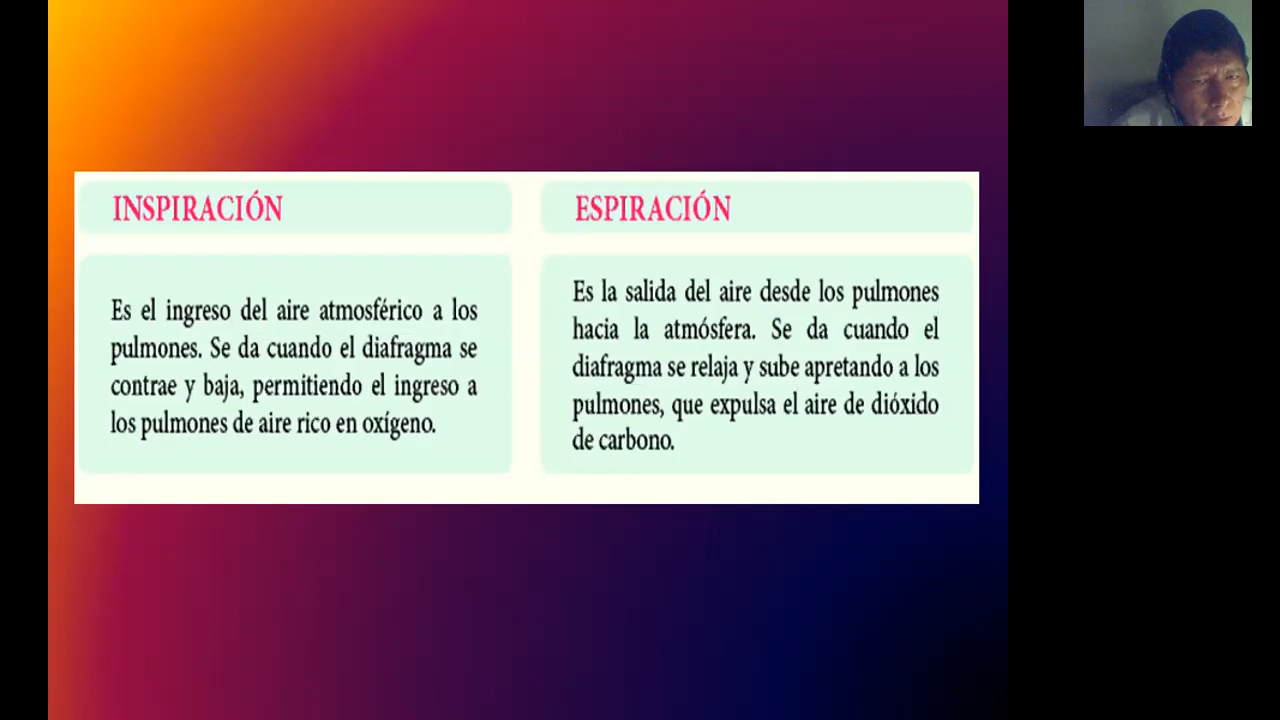 INSPIRACIÓN
Es el ingreso del aire atmosférico a los
pulmones. Se da cuando el diafragma se
contrae y baja, permitiendo el ingreso a
los pulmones de aire rico en oxígeno.
ESPIRACIÓN
Es la salida del aire desde los pulmones
hacia la atmósfera. Se da cuando el
diafragma se relaja y sube apretando a los
pulmones, que expulsa el aire de dióxido
de carbono.